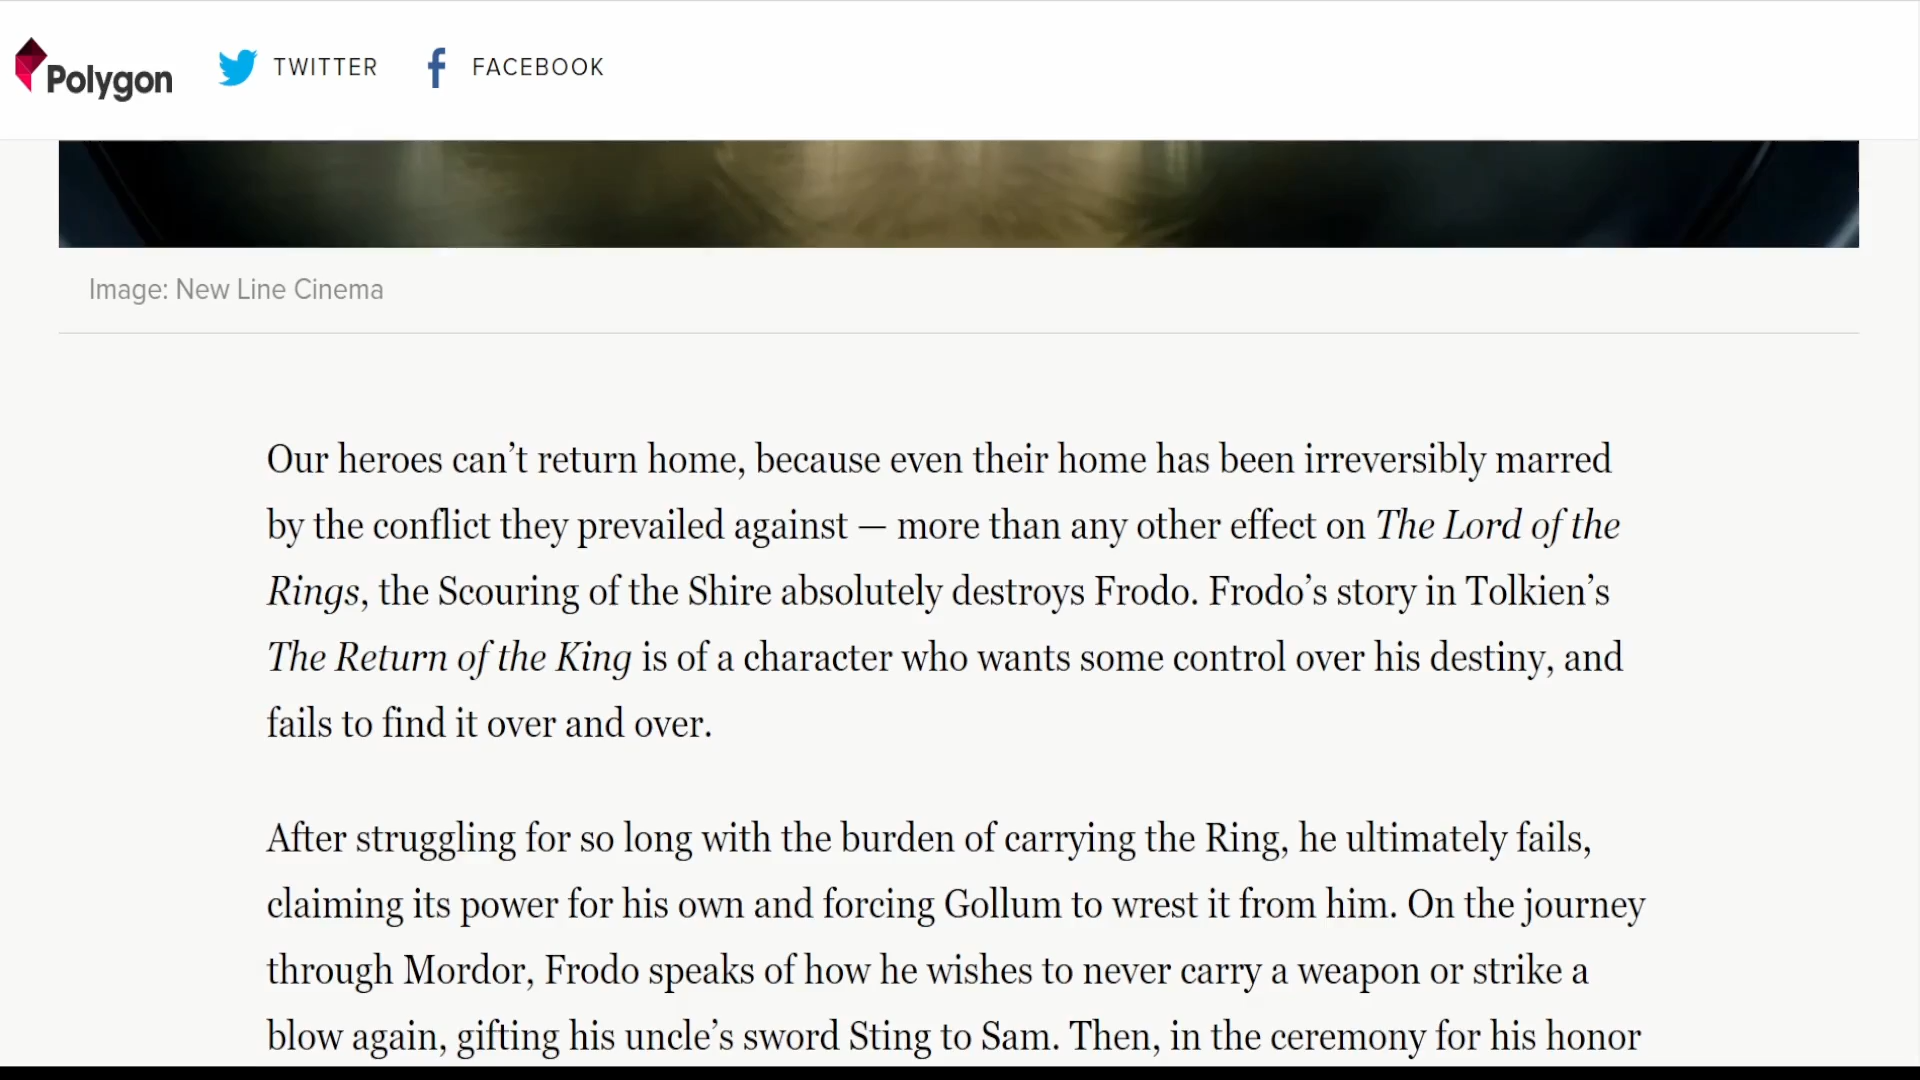 Polygon TWITTER FACEBOOK
Image: New Line Cinema
Our heroes can’t return home, because even their home has been irreversibly marred
by the conflict they prevailed against — more than any other effect on The Lord of the
Rings, the Scouring of the Shire absolutely destroys Frodo. Frodo’s story in Tolkien’s
The Return of the King is of a character who wants some control over his destiny, and
fails to find it over and over.
After struggling for so long with the burden of carrying the Ring, he ultimately fails,
claiming its power for his own and forcing Gollum to wrest it from him. On the journey
through Mordor, Frodo speaks of how he wishes to never carry a weapon or strike a
blow again, gifting his uncle’s sword Sting to Sam. Then, in the ceremony for his honor